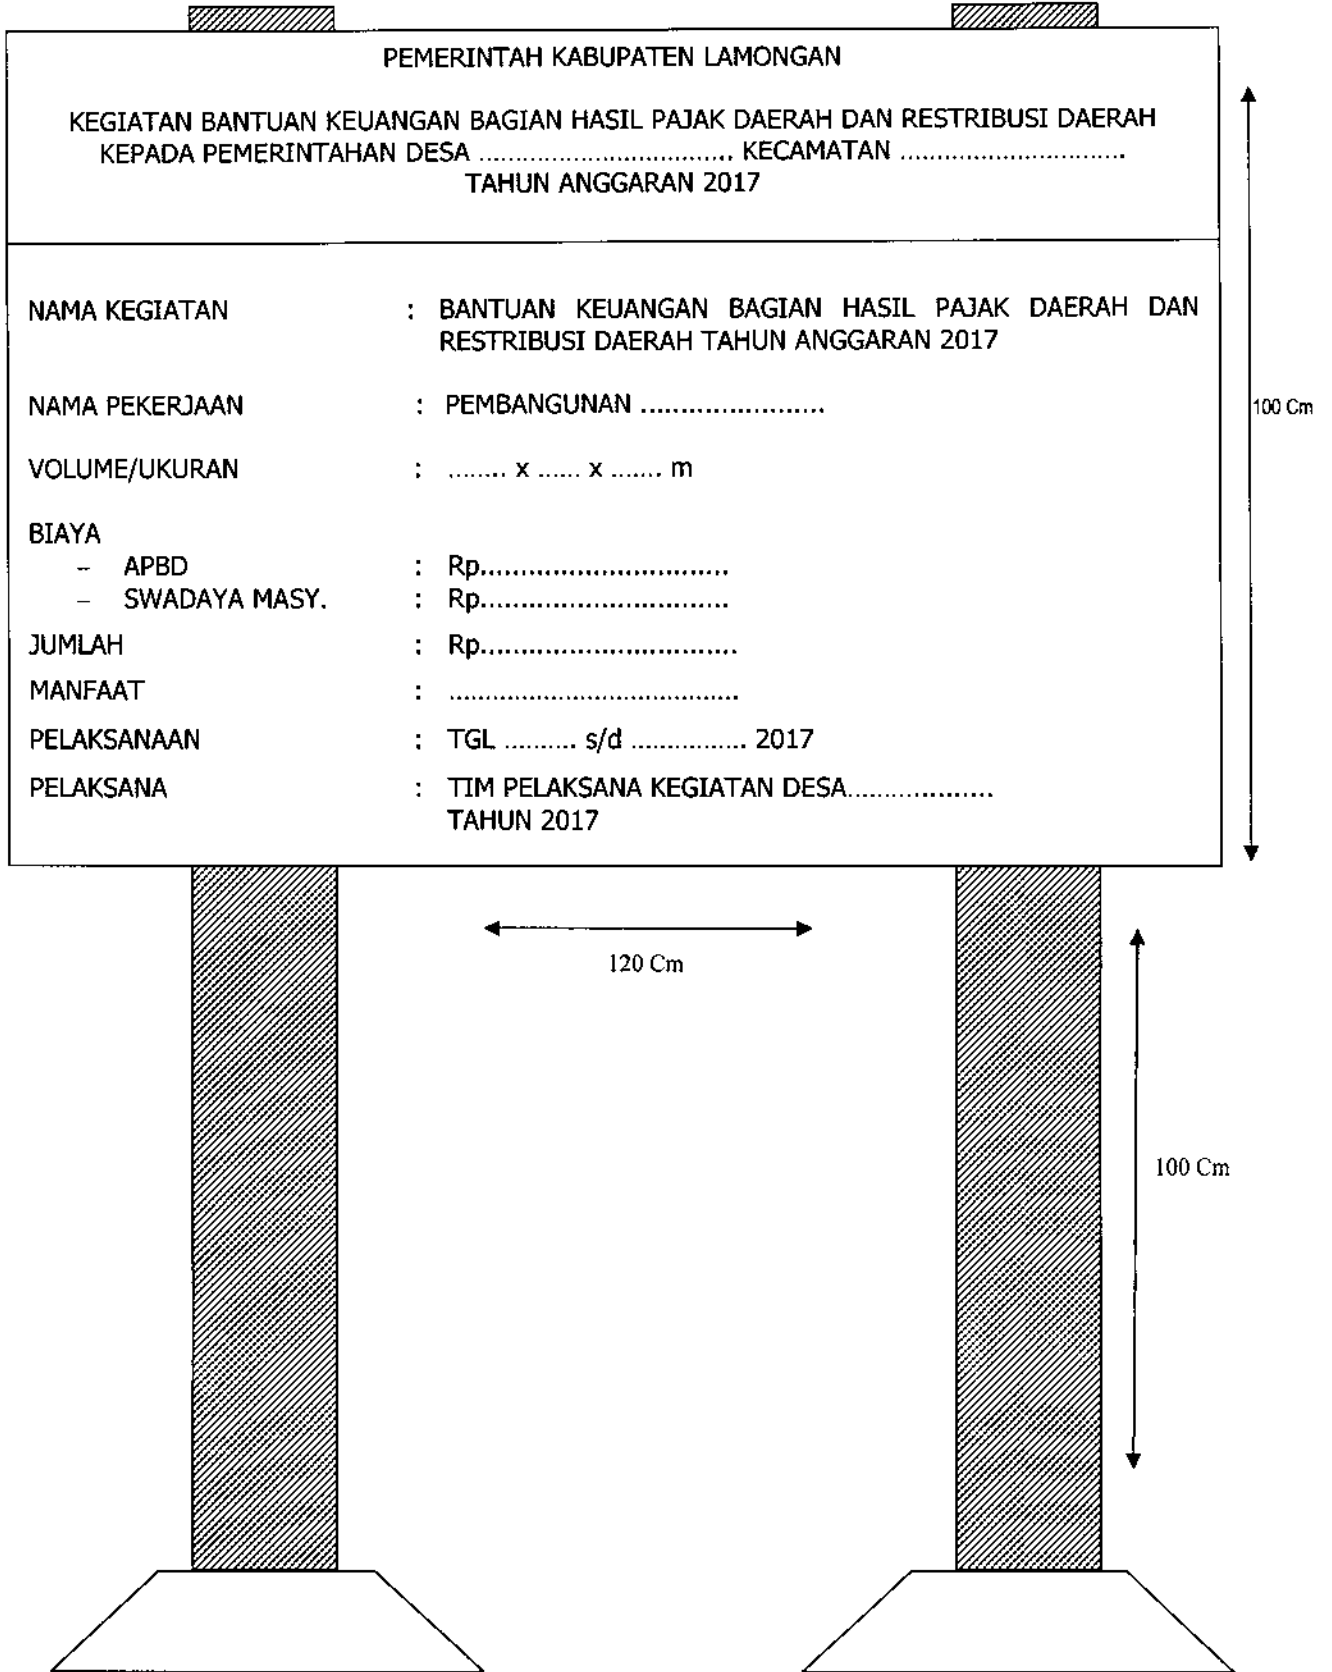 PEMERINTAH KABUPATEN LAMONGAN
KEGIATAN BANTUAN KEUANGAN BAGIAN HASIL PAJAK DAERAH DAN RESTRIBUSI DAERAH
KEPADA PEMERINTAHAN DESA .................................. KECAMATAN ..............................
TAHUN ANGGARAN 2017
NAMA KEGIATAN : BANTUAN KEUANGAN BAGIAN HASIL PAJAK DAERAH DAN
RESTRIBUSI DAERAH TAHUN ANGGARAN 2017
NAMA PEKERJAAN : PEMBANGUNAN .......................
100 Cm
VOLUME/UKURAN : ........ x ...... x ....... m
BIAYA
– APBD : Rp...............................
– SWADAYA MASY. : Rp...............................
JUMLAH : Rp................................
MANFAAT : ........................................
PELAKSANAAN : TGL .......... s/d ................ 2017
PELAKSANA : TIM PELAKSANA KEGIATAN DESA....................
TAHUN 2017
120 Cm
100 Cm